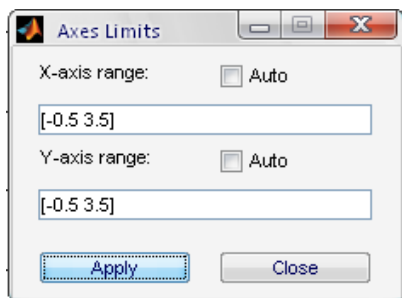 Axes Limits
X-axis range: Auto
[-0.5 3.5]
Y-axis range: Auto
[-0.5 3.5]
Apply Close